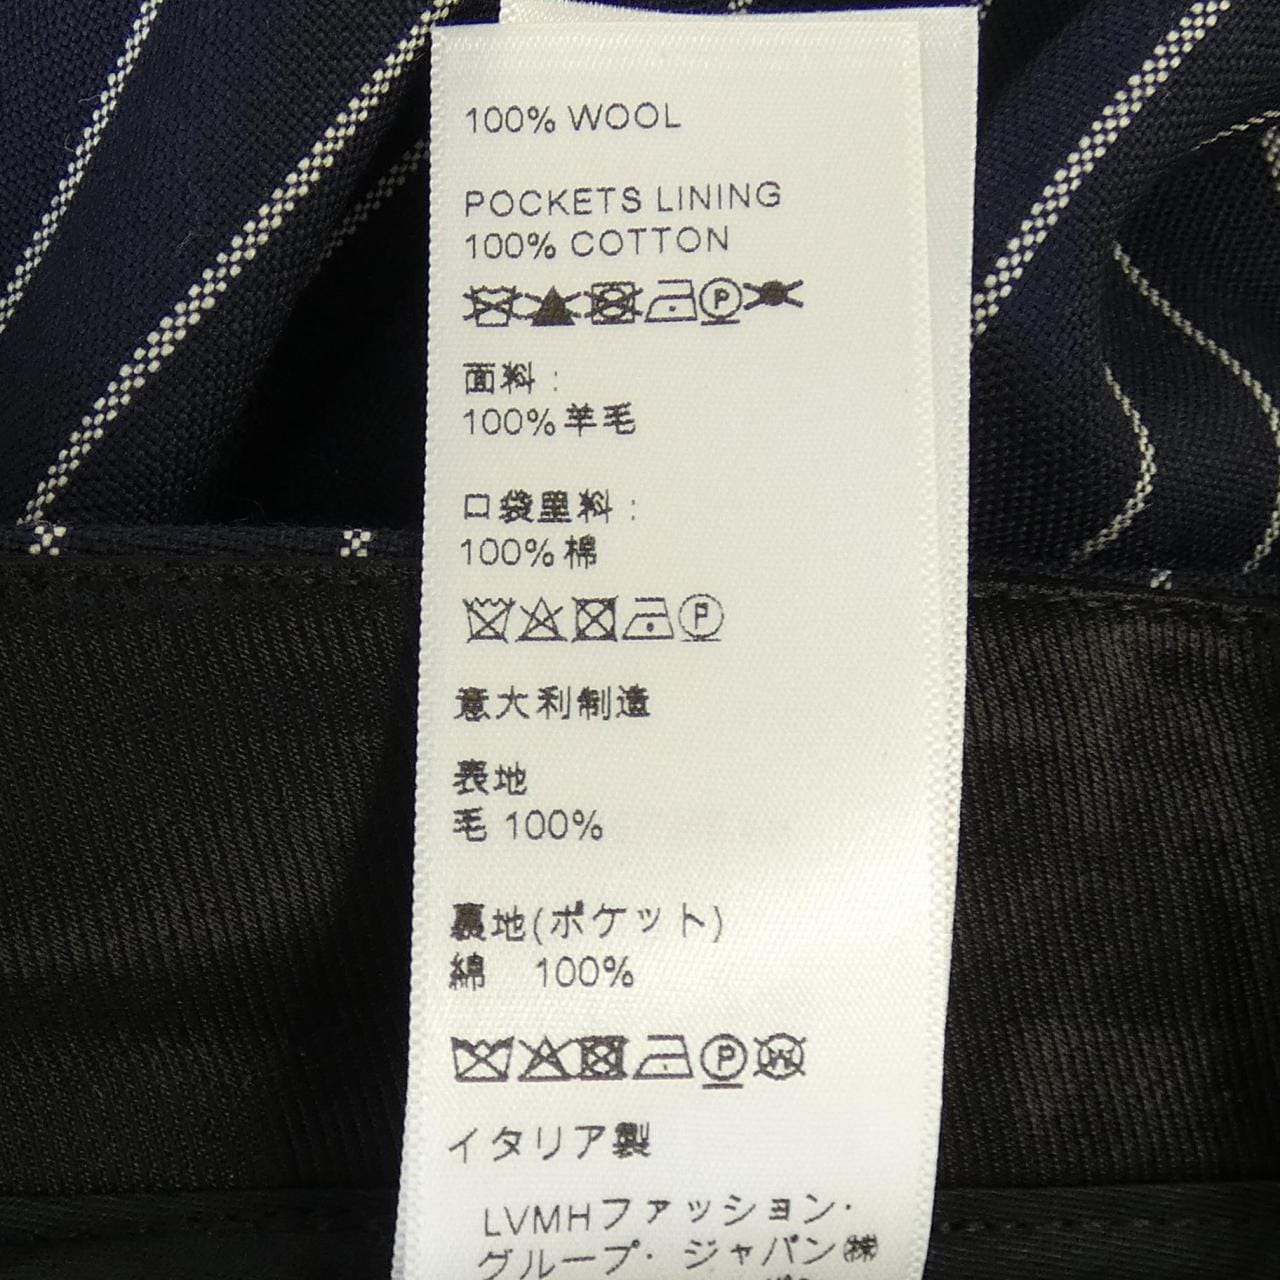 100% WOOL
POCKETS LINING
100% COTTON
P
面料：
100%羊毛
口袋里料：
100%棉
P
意大利制造
表地
毛 100%
裏地(ポケット)
綿 100%
P W
イタリア製
LVMHファッション・
グループ・ジャパン㈱